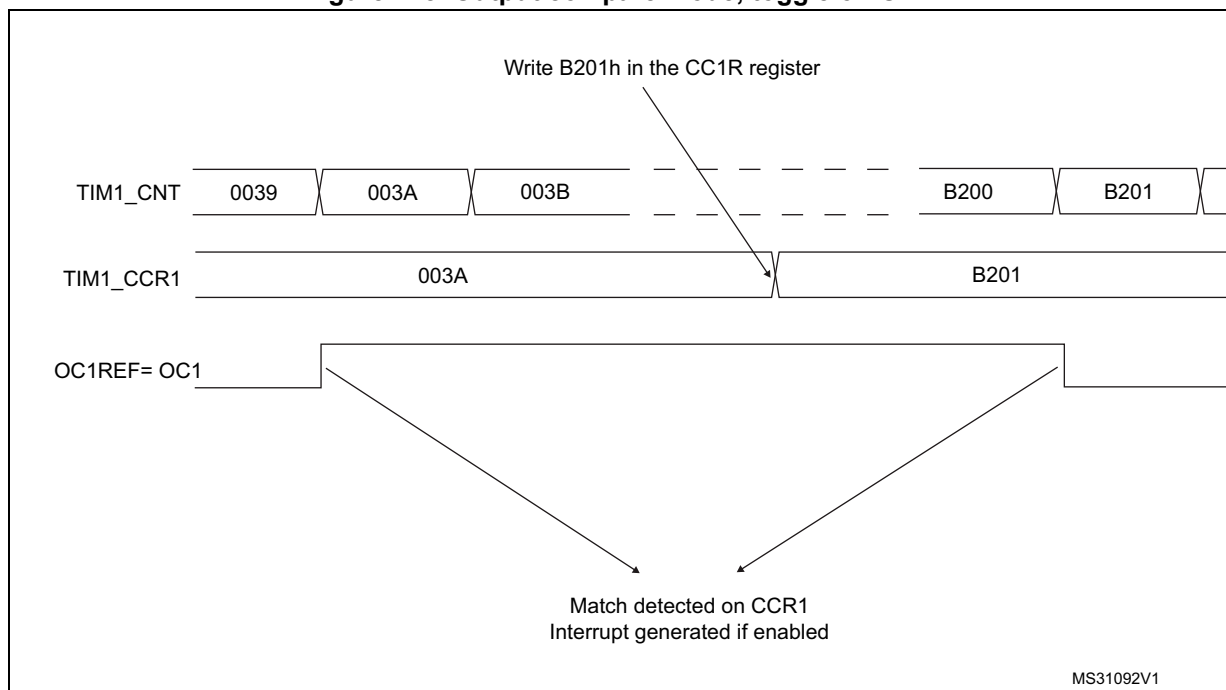 Write B201h in the CC1R register
TIM1_CNT 0039 003A 003B B200 B201
TIM1_CCR1 003A B201
OC1REF= OC1
Match detected on CCR1
Interrupt generated if enabled
MS31092V1